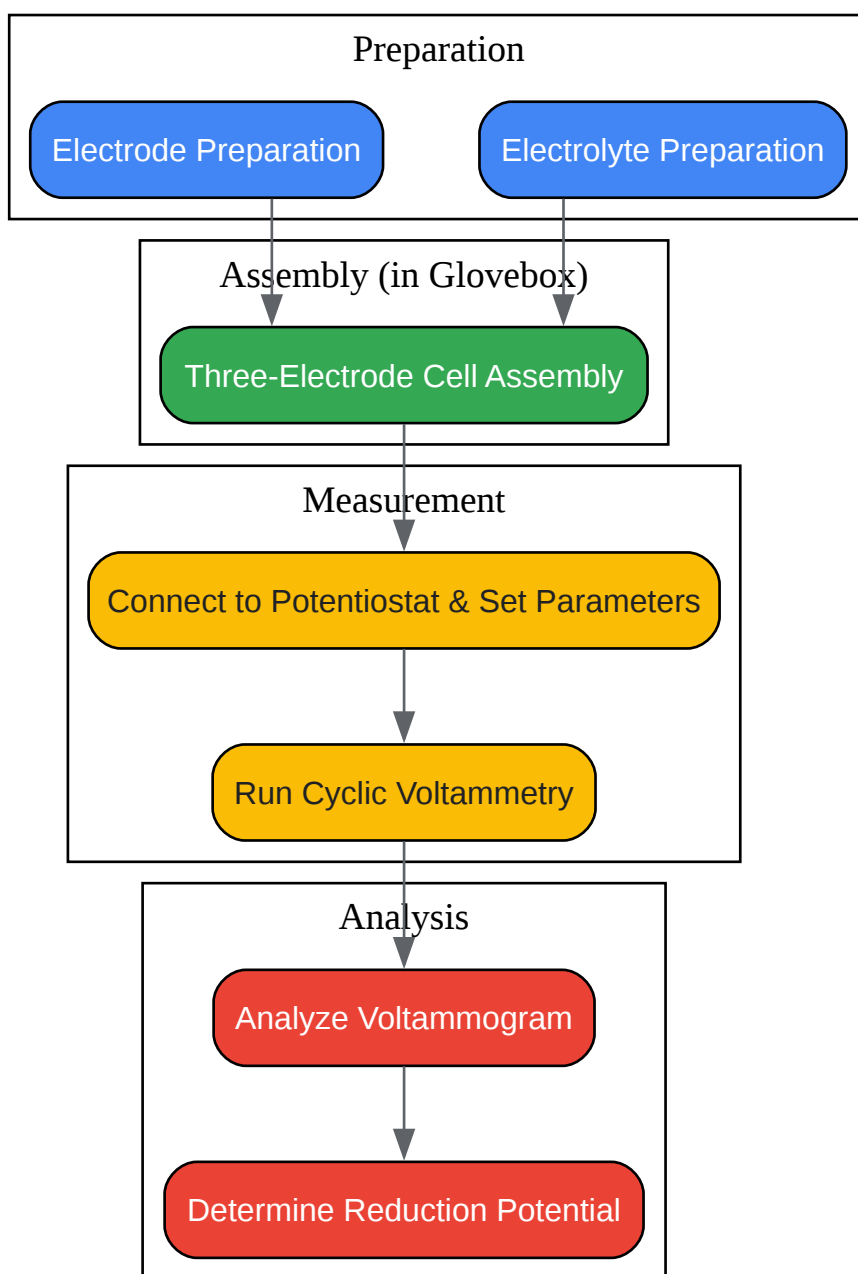 Preparation
Electrode Preparation
Electrolyte Preparation
Assembly (in Glovebox)
Three-Electrode Cell Assembly
Measurement
Connect to Potentiostat & Set Parameters
Run Cyclic Voltammetry
Analysis
Analyze Voltammogram
Determine Reduction Potential